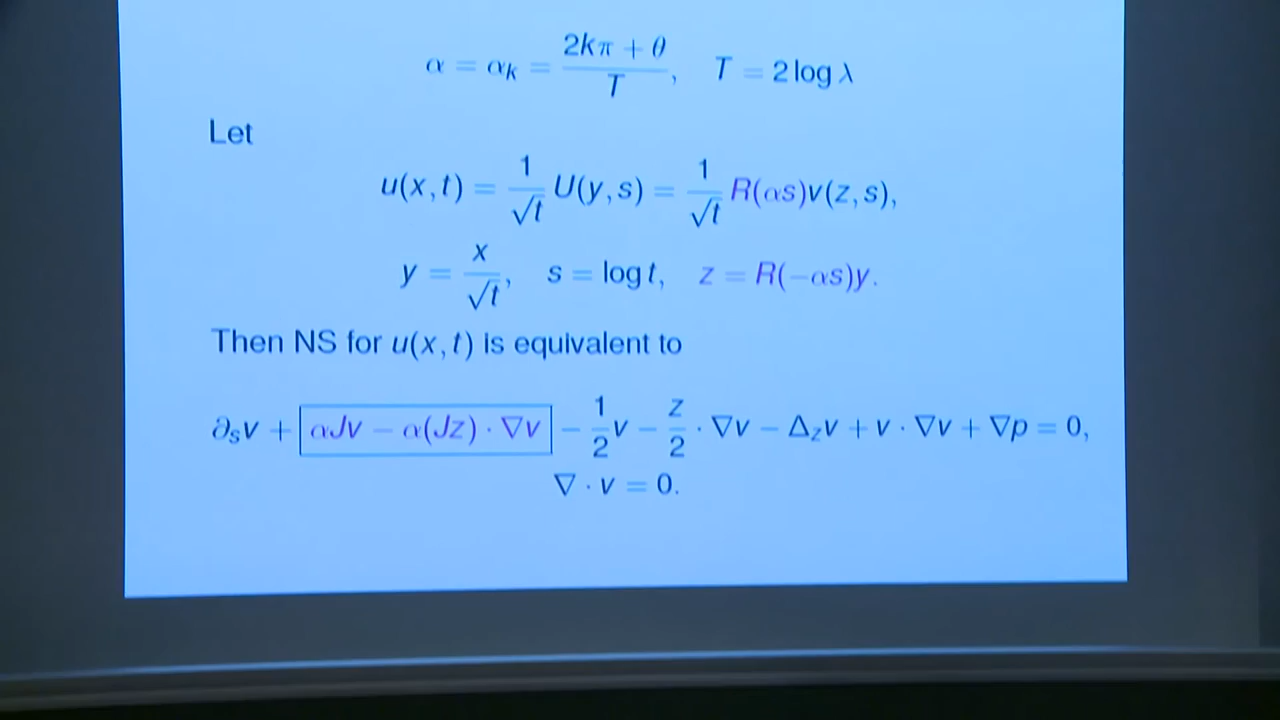 α = α_k = (2kπ + θ)/T, T = 2 log λ
Let
u(x, t) = 1/√t U(y, s) = 1/√t R(αs)v(z, s),
y = x/√t, s = log t, z = R(−αs)y.
Then NS for u(x, t) is equivalent to
∂_s v + αJv − α(Jz) · ∇v − 1/2 v − z/2 · ∇v − Δ_z v + v · ∇v + ∇p = 0,
∇ · v = 0.